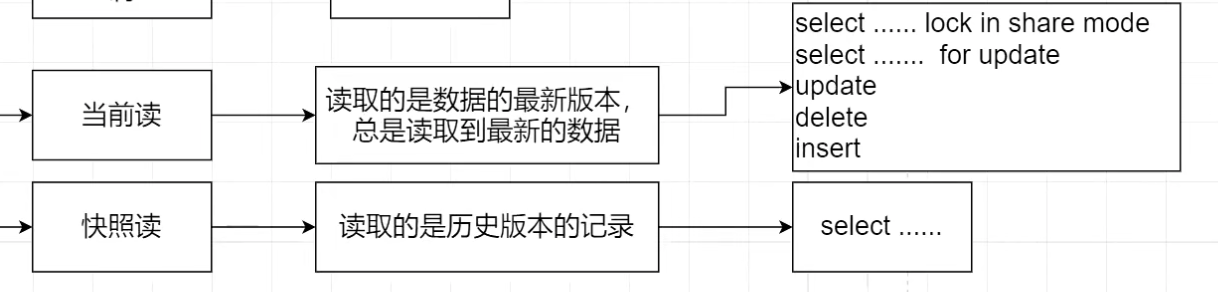 当前读
读取的是数据的最新版本，
总是读取到最新的数据
select ...... lock in share mode
select .......  for update
update
delete
insert
快照读
读取的是历史版本的记录
select ......